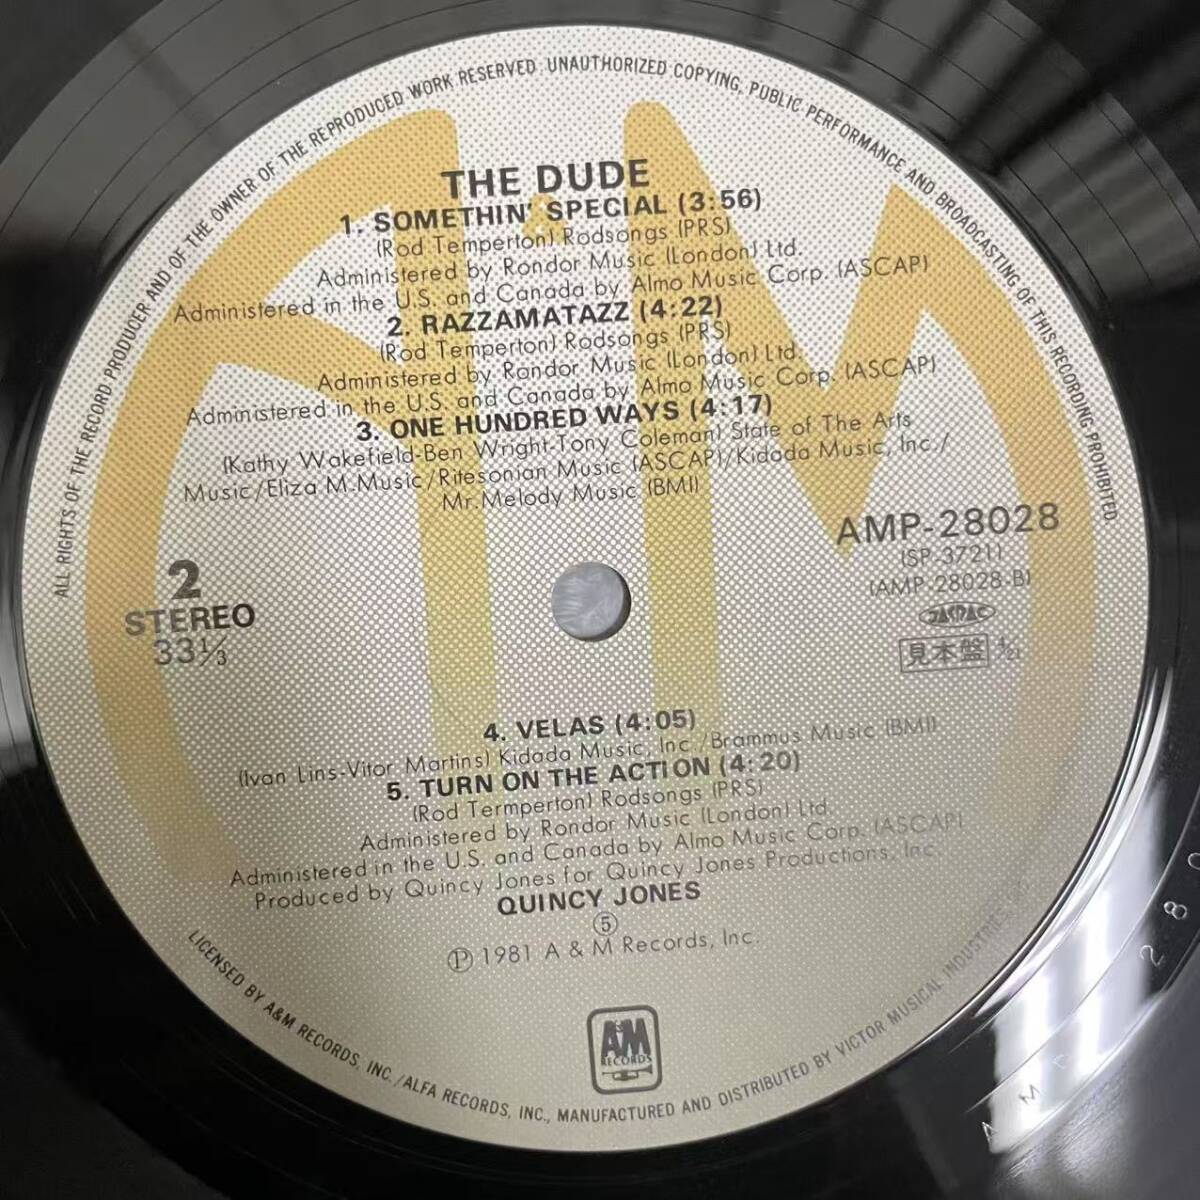 ALL RIGHTS OF THE RECORD PRODUCER AND OF THE OWNER OF THE REPRODUCED WORK RESERVED. UNAUTHORIZED COPYING, PUBLIC PERFORMANCE AND BROADCASTING OF THIS RECORDING PROHIBITED
THE DUDE
1. SOMETHIN' SPECIAL (3:56)
(Rod Temperton) Rodsongs (PRS)
Administered by Rondor Music (London) Ltd.
Administered in the U.S. and Canada by Almo Music Corp. (ASCAP)
2. RAZZAMATAZZ (4:22)
(Rod Temperton) Rodsongs (PRS)
Administered by Rondor Music (London) Ltd.
Administered in the U.S. and Canada by Almo Music Corp. (ASCAP)
3. ONE HUNDRED WAYS (4:17)
(Kathy Wakefield-Ben Wright-Tony Coleman) State of The Arts
Music/Eliza M.Music/Ritesonian Music (ASCAP)/Kidada Music, Inc./
Mr. Melody Music (BMI)
2
STEREO
33⅓
AMP-28028
(SP-3721)
(AMP-28028-B)
JASRAC
見本盤
4. VELAS (4:05)
(Ivan Lins-Vitor Martins) Kidada Music, Inc./Brammus Music (BMI)
5. TURN ON THE ACTION (4:20)
(Rod Termperton) Rodsongs (PRS)
Administered by Rondor Music (London) Ltd.
Administered in the U.S. and Canada by Almo Music Corp. (ASCAP)
Produced by Quincy Jones for Quincy Jones Productions, Inc.
QUINCY JONES
⑤
Ⓟ 1981 A & M Records, Inc.
A&M
RECORDS
LICENSED BY A&M RECORDS, INC./ALFA RECORDS, INC., MANUFACTURED AND DISTRIBUTED BY VICTOR MUSICAL INDUSTRIES,
A M P 2 8 0